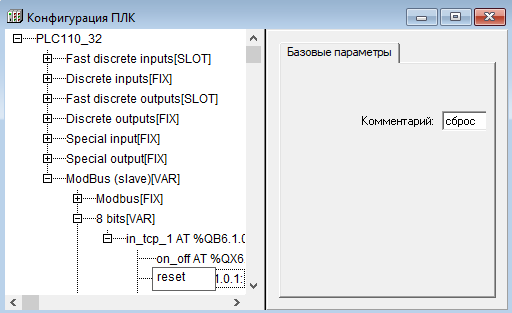 Конфигурация ПЛК
PLC110_32
Fast discrete inputs[SLOT]
Discrete inputs[FIX]
Fast discrete outputs[SLOT]
Discrete outputs[FIX]
Special input[FIX]
Special output[FIX]
ModBus (slave)[VAR]
Modbus[FIX]
8 bits[VAR]
in_tcp_1 AT %QB6.1.0
on_off AT %QX6
reset 1.0.1:
Базовые параметры
Комментарий: сброс